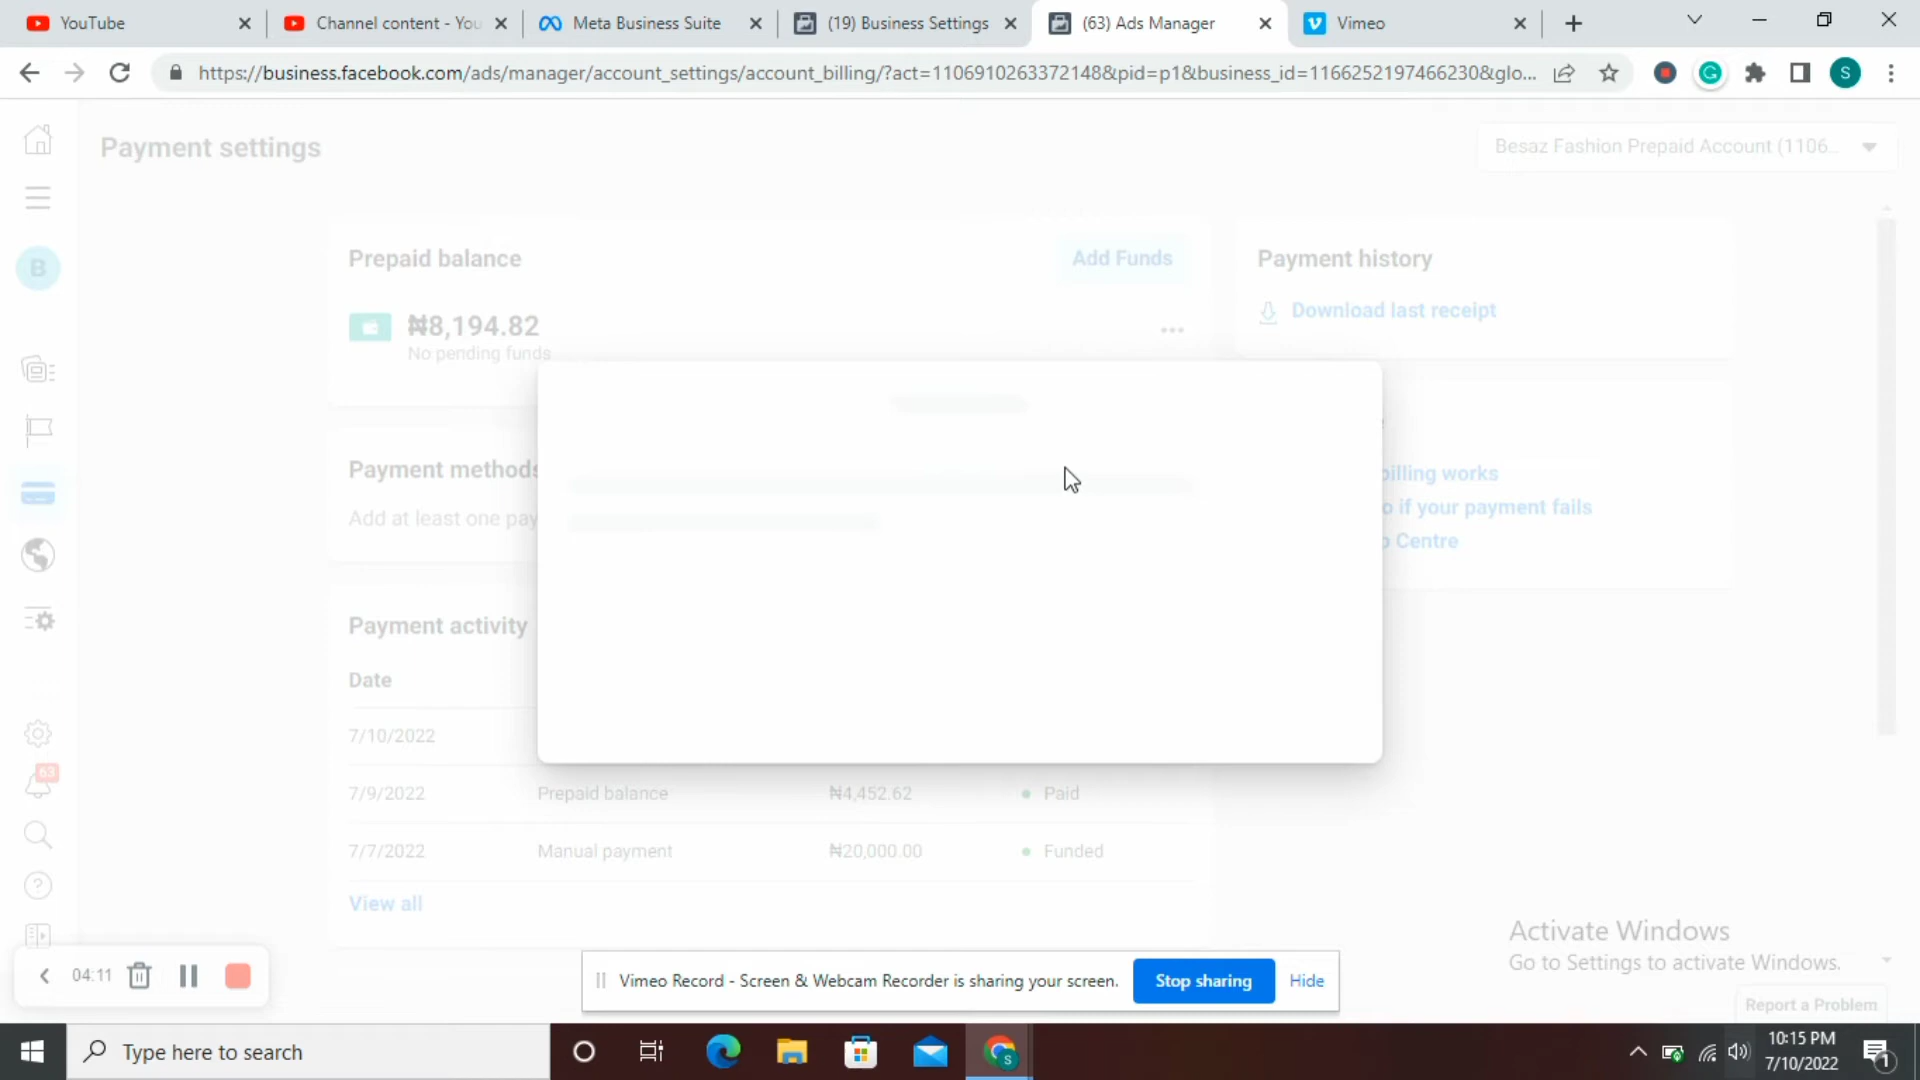 YouTube
Channel content - You
Meta Business Suite
(19) Business Settings
(63) Ads Manager
Vimeo
https://business.facebook.com/ads/manager/account_settings/account_billing/?act=1106910263372148&pid=p1&business_id=1166252197466230&glo...
S
Payment settings
Besaz Fashion Prepaid Account (1106...
B
Prepaid balance
Add Funds
Payment history
₦8,194.82
No pending funds
Download last receipt
Payment methods
Add at least one pay
billing works
o if your payment fails
p Centre
Payment activity
Date
7/10/2022
7/9/2022 Prepaid balance ₦4,452.62 Paid
7/7/2022 Manual payment ₦20,000.00 Funded
View all
63
04:11
Vimeo Record - Screen & Webcam Recorder is sharing your screen.
Stop sharing
Hide
Activate Windows
Go to Settings to activate Windows.
Report a Problem
Type here to search
S
10:15 PM
7/10/2022
1